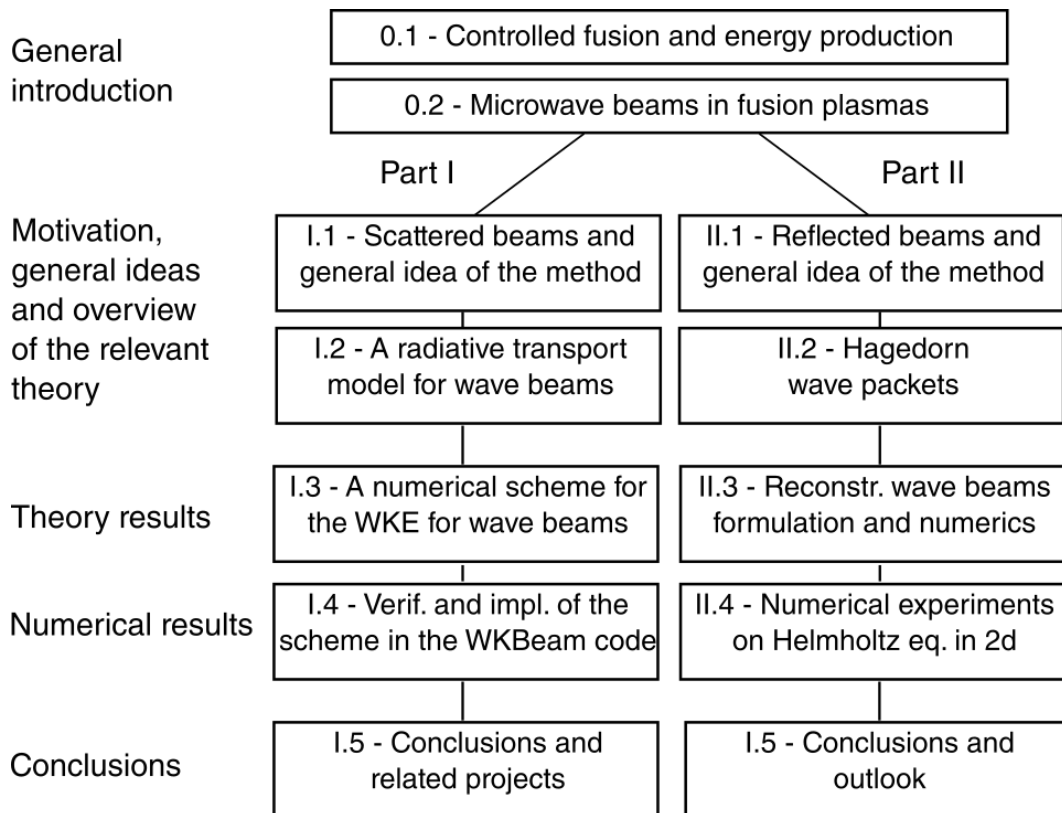 General
introduction
0.1 - Controlled fusion and energy production
0.2 - Microwave beams in fusion plasmas
Part I
Part II
Motivation,
general ideas
and overview
of the relevant
theory
I.1 - Scattered beams and
general idea of the method
II.1 - Reflected beams and
general idea of the method
I.2 - A radiative transport
model for wave beams
II.2 - Hagedorn
wave packets
Theory results
I.3 - A numerical scheme for
the WKE for wave beams
II.3 - Reconstr. wave beams
formulation and numerics
Numerical results
I.4 - Verif. and impl. of the
scheme in the WKBeam code
II.4 - Numerical experiments
on Helmholtz eq. in 2d
Conclusions
I.5 - Conclusions and
related projects
I.5 - Conclusions and
outlook